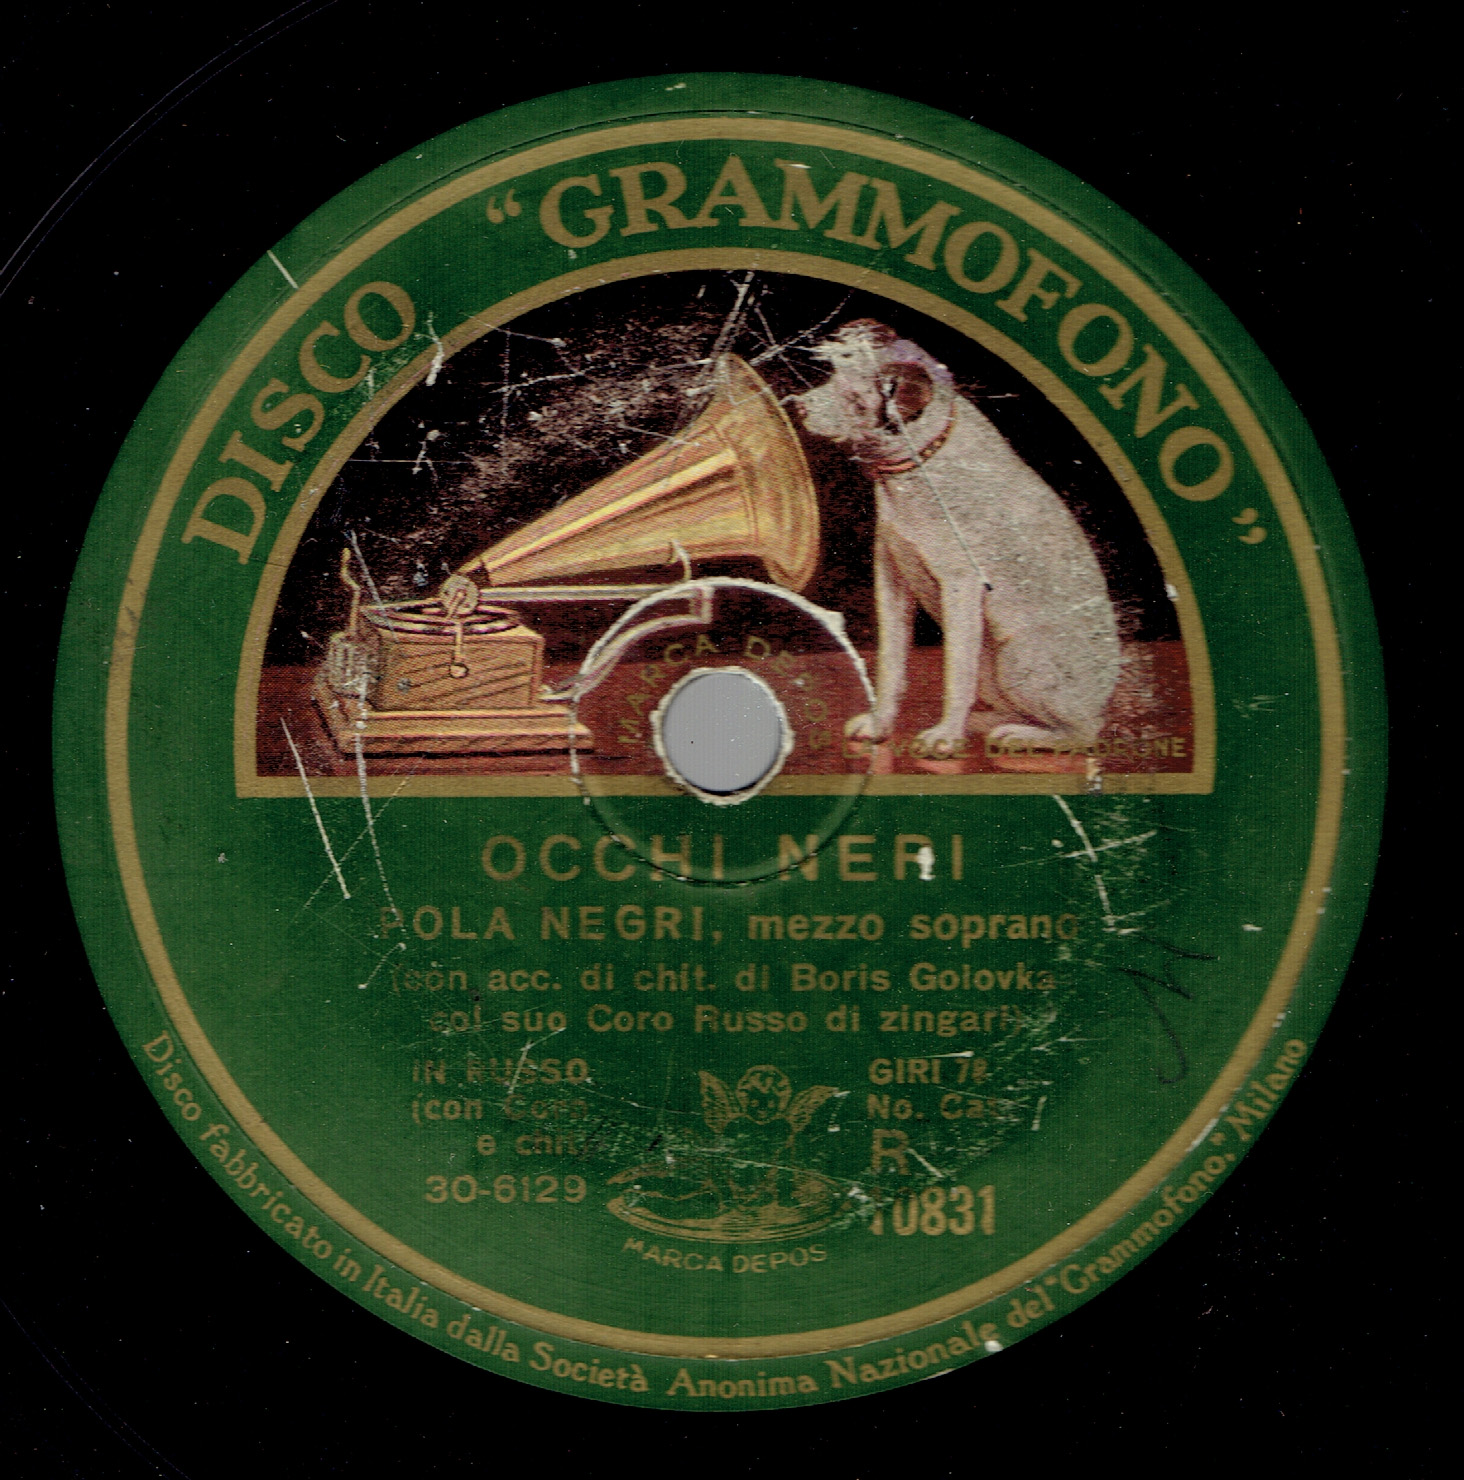 DISCO "GRAMMOFONO"
MARCA DEPOS
LA VOCE DEL PADRONE
OCCHI NERI
POLA NEGRI, mezzo soprano
(con acc. di chit. di Boris Golovka
col suo Coro Russo di zingari)
IN RUSSO
(con Coro
e
30-6129
GIRI 78
No. Cat.
R
10831
MARCA DEPOS
Disco fabbricato in Italia dalla Società Anonima Nazionale del "Grammofono," Milano